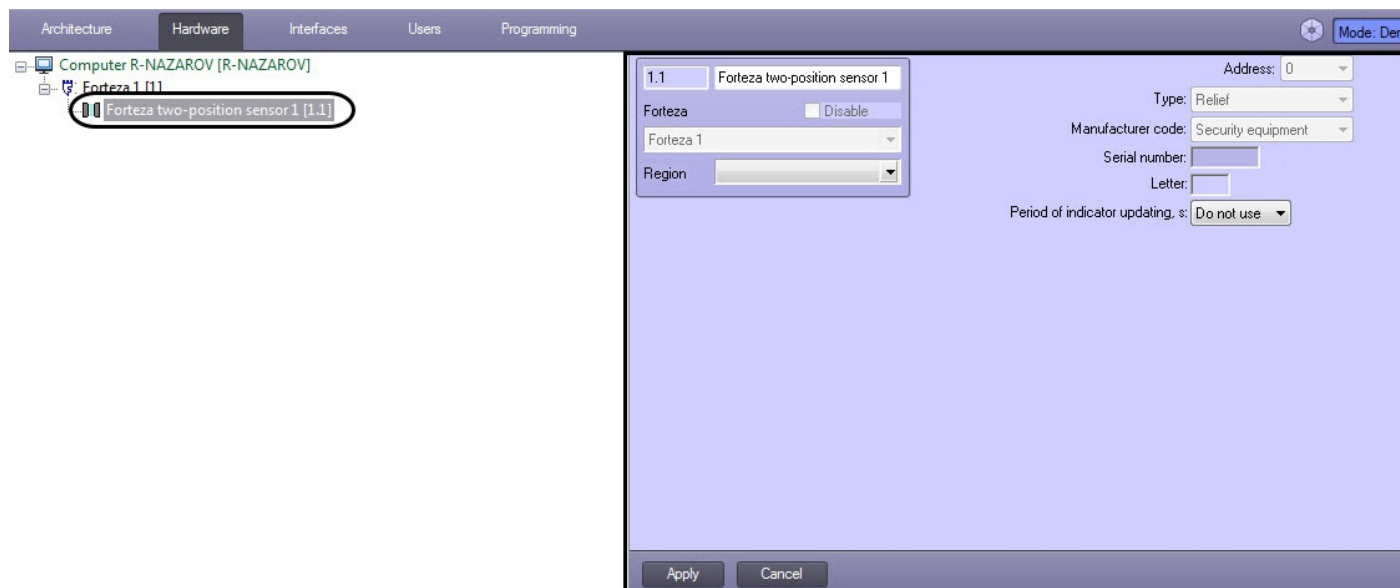 Architecture Hardware Interfaces Users Programming Mode: Der
Computer R-NAZAROV [R-NAZAROV]
Forteza 1 [1]
Forteza two-position sensor 1 [1.1]
1.1 Forteza two-position sensor 1
Forteza Disable
Forteza 1
Region
Address: 0
Type: Relief
Manufacturer code: Security equipment
Serial number:
Letter:
Period of indicator updating, s: Do not use
Apply Cancel